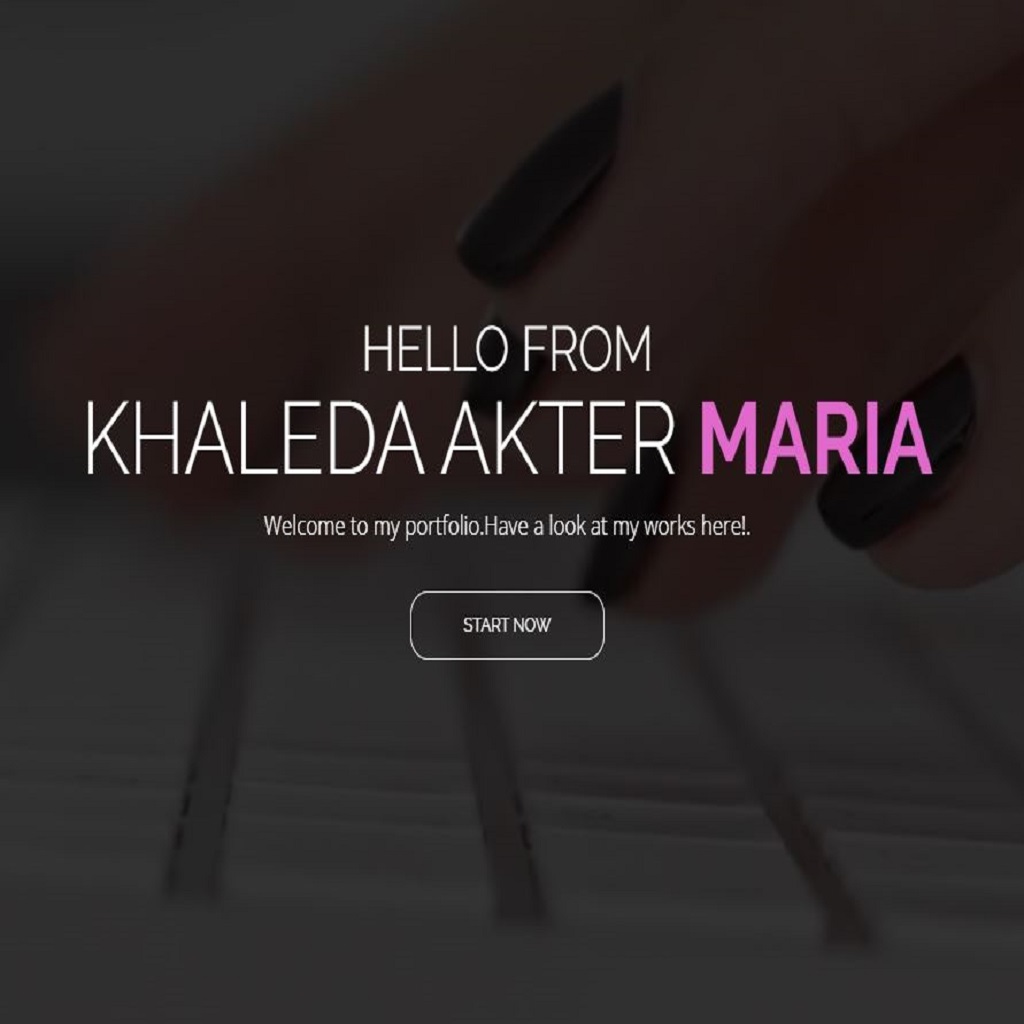 HELLO FROM
KHALEDA AKTER MARIA
Welcome to my portfolio.Have a look at my works here!.
START NOW